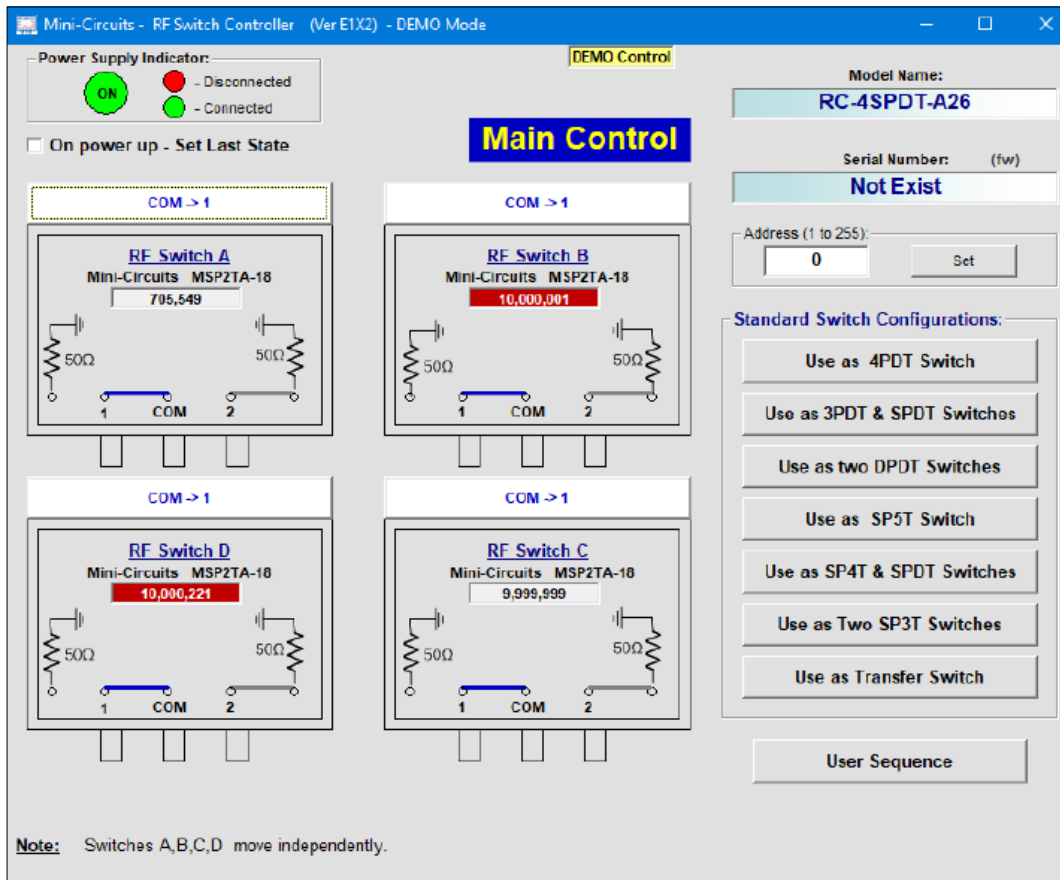 Mini-Circuits - RF Switch Controller (Ver E1X2) - DEMO Mode
Power Supply Indicator:
ON
- Disconnected
- Connected
On power up - Set Last State
DEMO Control
Main Control
Model Name:
RC-4SPDT-A26
Serial Number: (fw)
Not Exist
Address (1 to 255):
0
Set
COM -> 1
RF Switch A
Mini-Circuits MSP2TA-18
705,549
50Ω
50Ω
1 COM 2
COM -> 1
RF Switch B
Mini-Circuits MSP2TA-18
10,000,001
50Ω
50Ω
1 COM 2
COM -> 1
RF Switch D
Mini-Circuits MSP2TA-18
10,000,221
50Ω
50Ω
1 COM 2
COM -> 1
RF Switch C
Mini-Circuits MSP2TA-18
9,999,999
50Ω
50Ω
1 COM 2
Standard Switch Configurations:
Use as 4PDT Switch
Use as 3PDT & SPDT Switches
Use as two DPDT Switches
Use as SP5T Switch
Use as SP4T & SPDT Switches
Use as Two SP3T Switches
Use as Transfer Switch
User Sequence
Note: Switches A,B,C,D move independently.